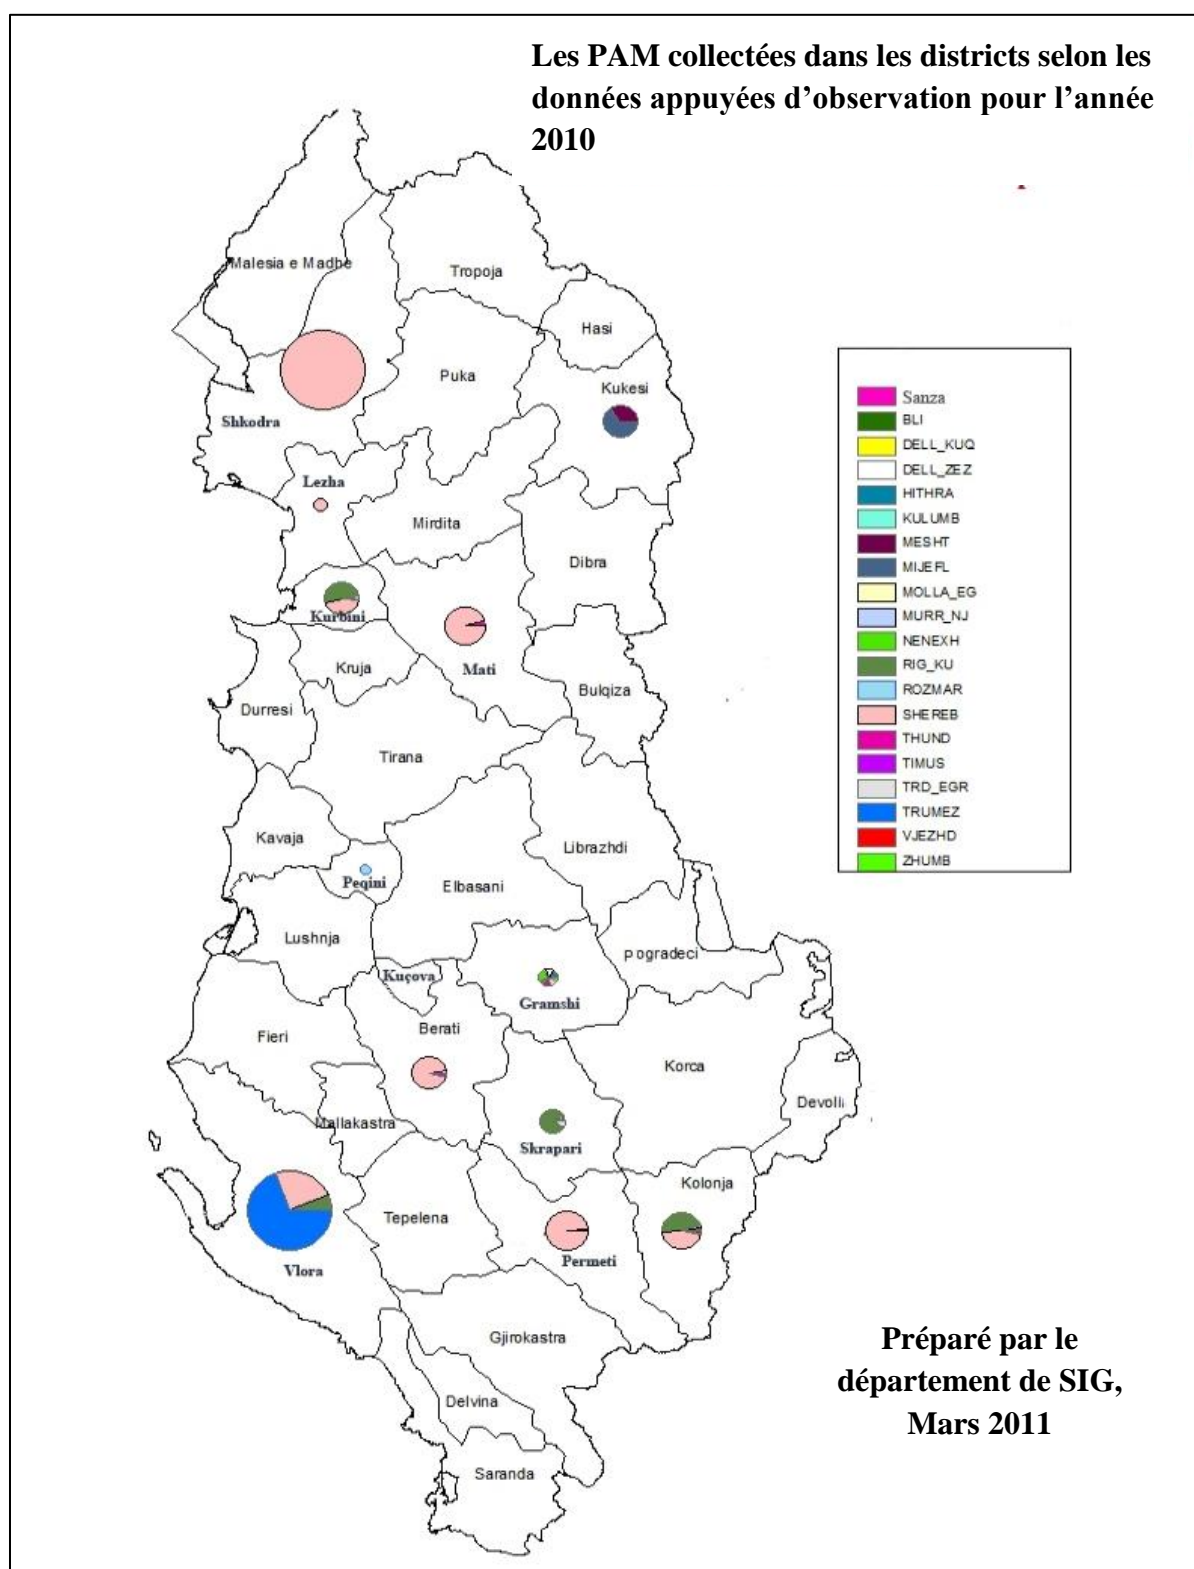 Les PAM collectées dans les districts selon les
données appuyées d’observation pour l’année
2010
Malesia e Madhe
Tropoja
Hasi
Puka
Kukesi
Shkodra
Lezha
Mirdita
Dibra
Kurbini
Mati
Kruja
Bulqiza
Durresi
Tirana
Kavaja
Librazhdi
Peqini
Elbasani
Lushnja
pogradeci
Kuçova
Gramshi
Berati
Fieri
Korca
Devolli
Mallakastra
Skrapari
Kolonja
Tepelena
Permeti
Vlora
Gjirokastra
Delvina
Saranda
Sanza
BLI
DELL_KUQ
DELL_ZEZ
HITHRA
KULUMB
MESHT
MIJEFL
MOLLA_EG
MURR_NJ
NENEXH
RIG_KU
ROZMAR
SHEREB
THUND
TIMUS
TRD_EGR
TRUMEZ
VJEZHD
ZHUMB
Préparé par le
département de SIG,
Mars 2011